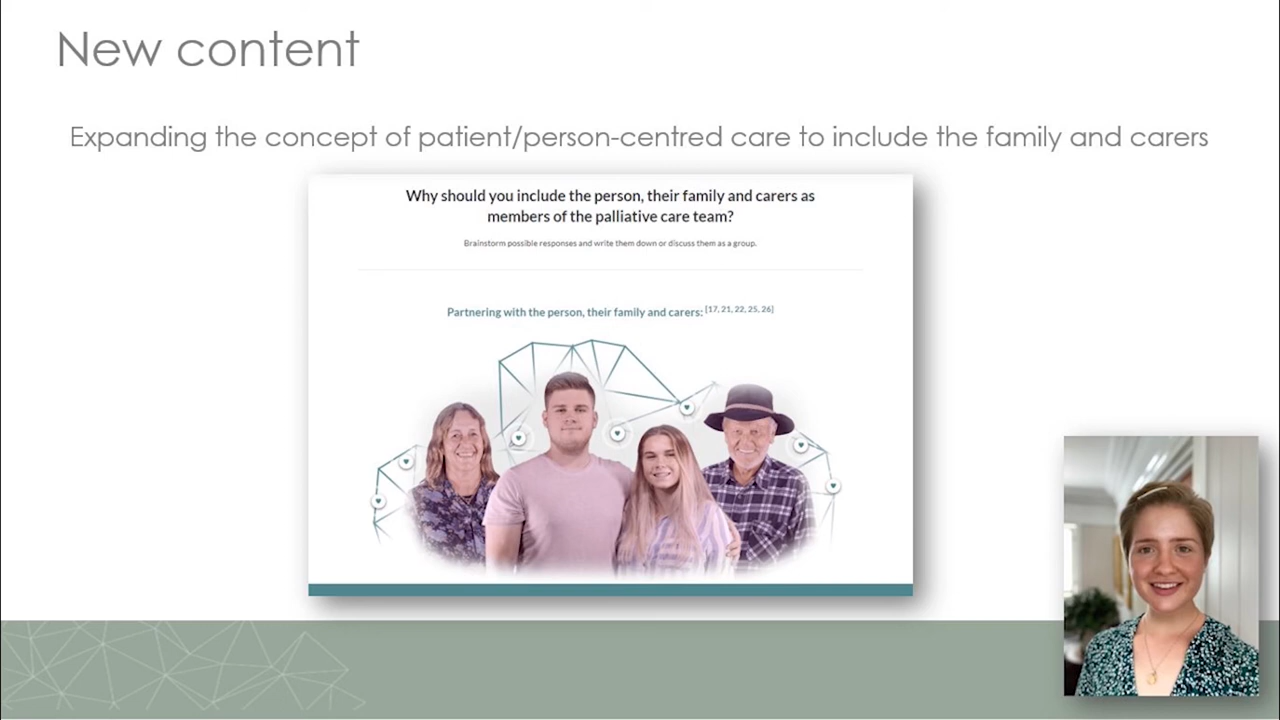 New content
Expanding the concept of patient/person-centred care to include the family and carers
Why should you include the person, their family and carers as
members of the palliative care team?
Brainstorm possible responses and write them down or discuss them as a group.
Partnering with the person, their family and carers: [17, 21, 22, 25, 26]